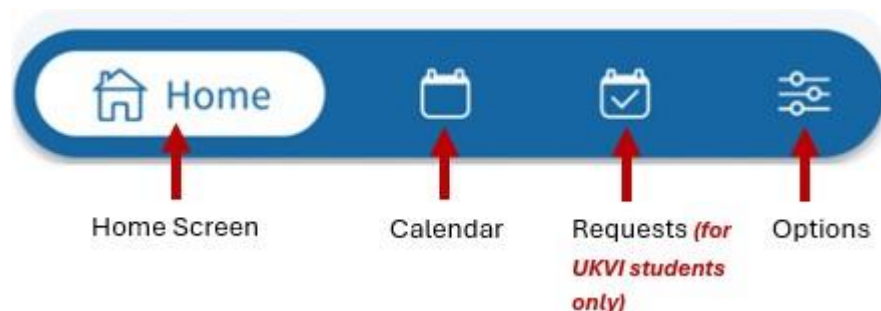 Home
Home Screen
Calendar
Requests (for
UKVI students
only)
Options